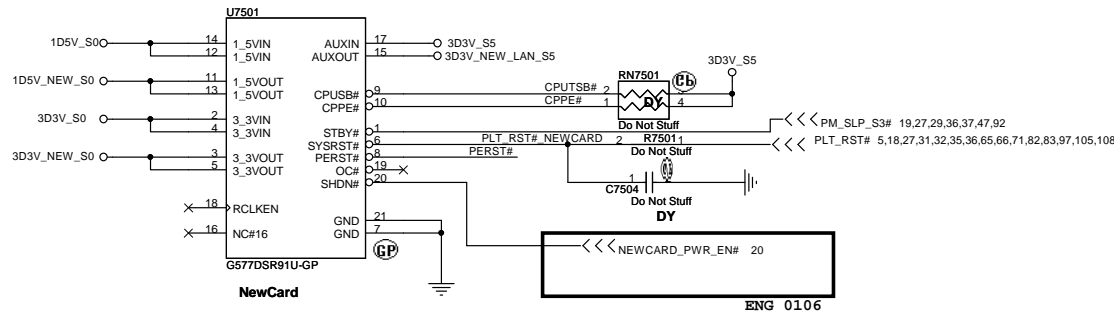 U7501
1D5V_S0
14
12
1_5VIN
1_5VIN
AUXIN
AUXOUT
17
15
3D3V_S5
3D3V_NEW_LAN_S5
3D3V_S5
1D5V_NEW_S0
11
13
1_5VOUT
1_5VOUT
CPUSB#
CPPE#
9
10
CPUTSB#
CPPE#
2
1
RN7501
DY
4
Do Not Stuff
3D3V_S0
2
4
3_3VIN
3_3VIN
STBY#
SYSRST#
PERST#
OC#
SHDN#
1
6
8
19
20
PLT_RST#_NEWCARD
PERST#
2
R7501
1
Do Not Stuff
PM_SLP_S3# 19,27,29,36,37,47,92
PLT_RST# 5,18,27,31,32,35,36,65,66,71,82,83,97,105,108
3D3V_NEW_S0
3
5
3_3VOUT
3_3VOUT
1
C7504
Do Not Stuff
DY
18
RCLKEN
16
NC#16
GND
GND
21
7
GP
NEWCARD_PWR_EN# 20
G577DSR91U-GP
NewCard
ENG 0106